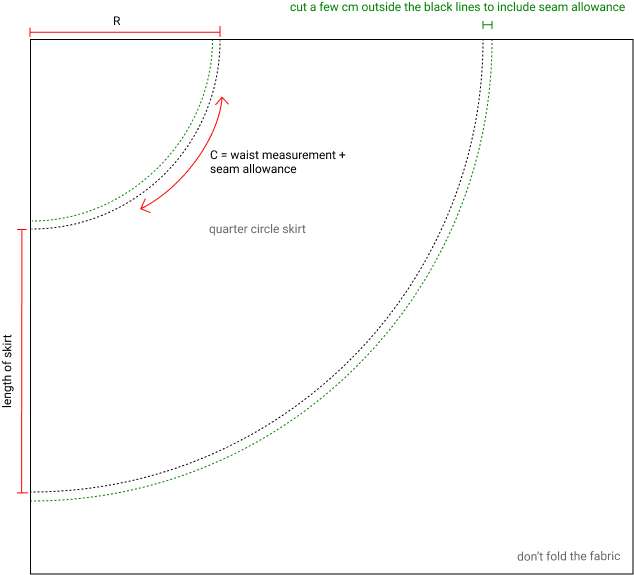 cut a few cm outside the black lines to include seam allowance
R
C = waist measurement +
seam allowance
quarter circle skirt
length of skirt
don't fold the fabric